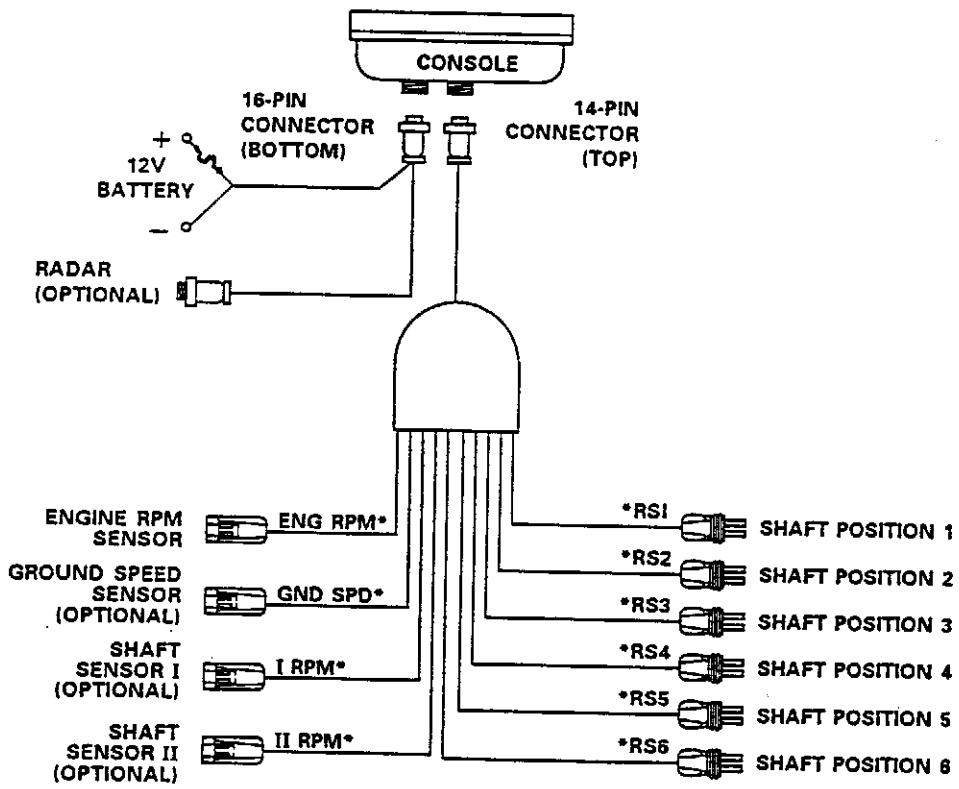 CONSOLE
16-PIN
CONNECTOR
(BOTTOM)
14-PIN
CONNECTOR
(TOP)
+
12V
BATTERY
−
RADAR
(OPTIONAL)
ENGINE RPM
SENSOR
ENG RPM*
GROUND SPEED
SENSOR
(OPTIONAL)
GND SPD*
SHAFT
SENSOR I
(OPTIONAL)
I RPM*
SHAFT
SENSOR II
(OPTIONAL)
II RPM*
*RS1
SHAFT POSITION 1
*RS2
SHAFT POSITION 2
*RS3
SHAFT POSITION 3
*RS4
SHAFT POSITION 4
*RS5
SHAFT POSITION 5
*RS6
SHAFT POSITION 6